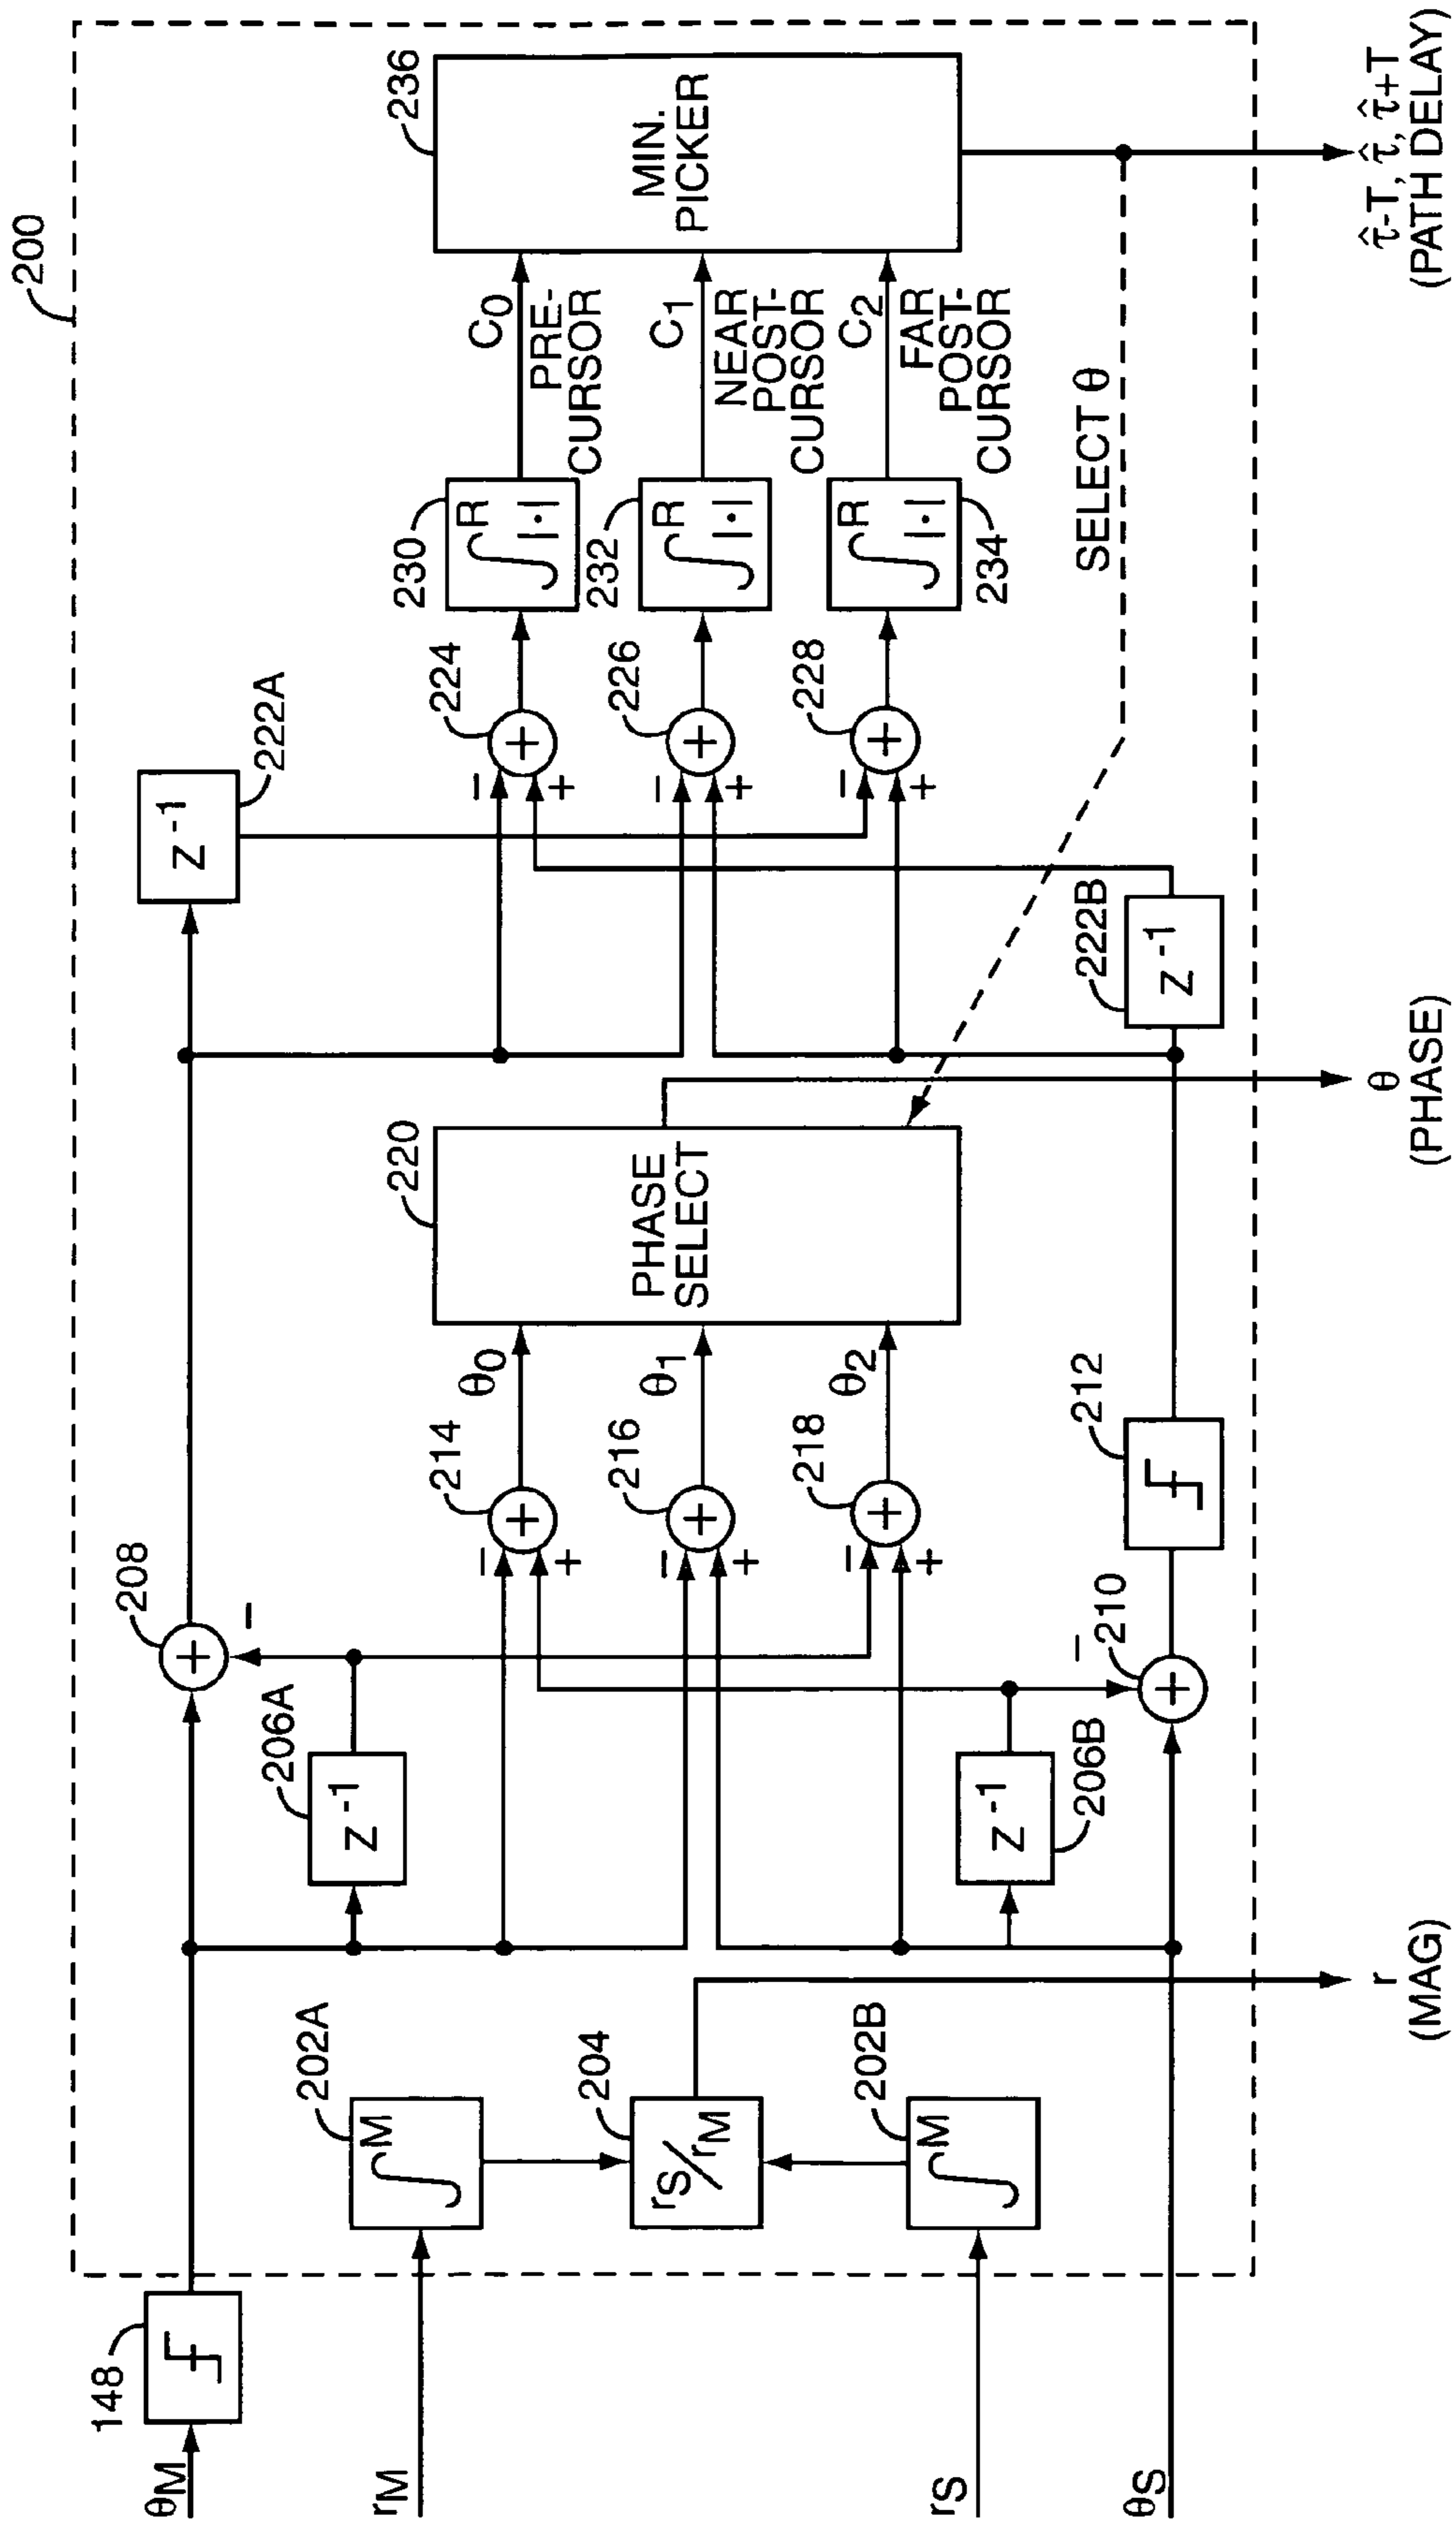 200
148
θM
rM
rS
θS
202A
∫M
204
rS/rM
202B
∫M
r
(MAG)
206A
Z-1
206B
Z-1
208
+
−
210
+
−
212
214
+
−
+
θ0
216
+
−
+
θ1
218
+
−
+
θ2
220
PHASE
SELECT
θ
(PHASE)
222A
Z-1
222B
Z-1
224
+
−
+
226
+
−
+
228
+
−
+
230
∫R |•|
232
∫R |•|
234
∫R |•|
C0
PRE-
CURSOR
C1
NEAR
POST-
CURSOR
C2
FAR
POST-
CURSOR
SELECT θ
236
MIN.
PICKER
τ̂-T, τ̂, τ̂+T
(PATH DELAY)